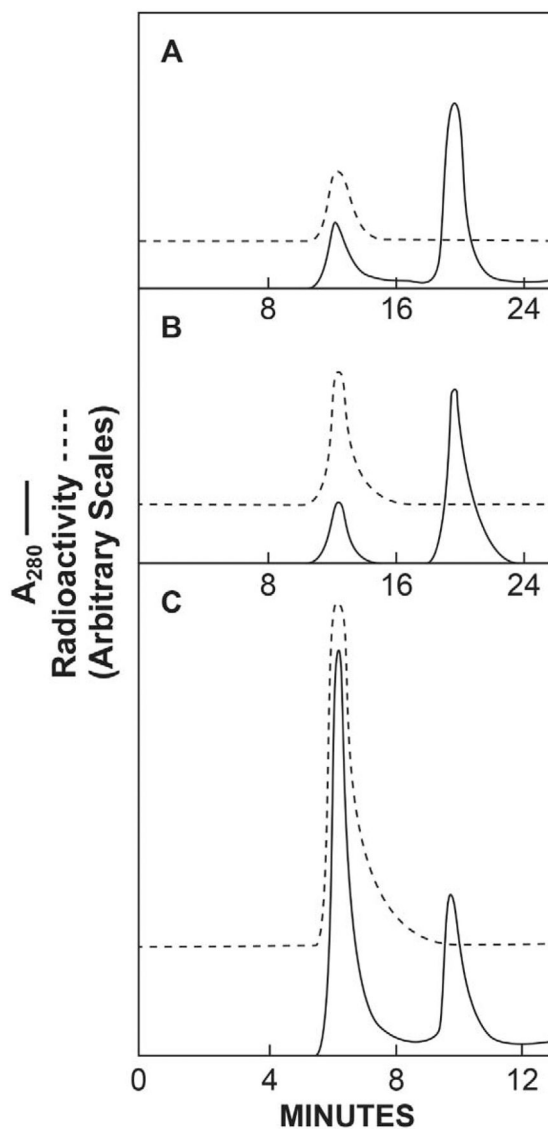 A
8 16 24
B
8 16 24
C
0 4 8 12
MINUTES
A280 —
Radioactivity ----
(Arbitrary Scales)